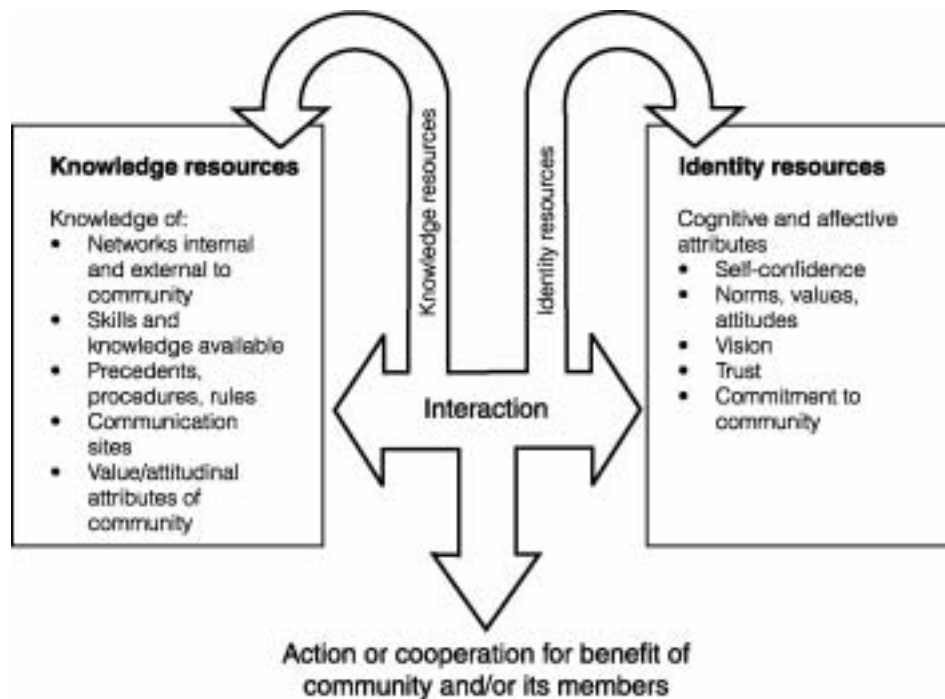 Knowledge resources
Knowledge of:
• Networks internal
and external to
community
• Skills and
knowledge available
• Precedents,
procedures, rules
• Communication
sites
• Value/attitudinal
attributes of
community
Knowledge resources
Identity resources
Interaction
Identity resources
Cognitive and affective
attributes
• Self-confidence
• Norms, values,
attitudes
• Vision
• Trust
• Commitment to
community
Action or cooperation for benefit of
community and/or its members